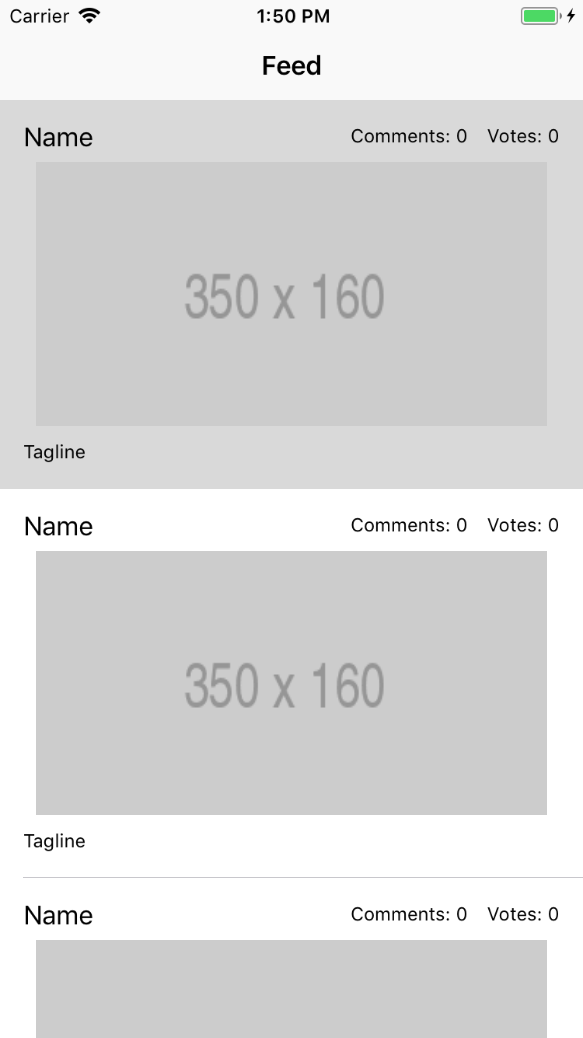 Carrier 1:50 PM
Feed
Name Comments: 0 Votes: 0
350 x 160
Tagline
Name Comments: 0 Votes: 0
350 x 160
Tagline
Name Comments: 0 Votes: 0